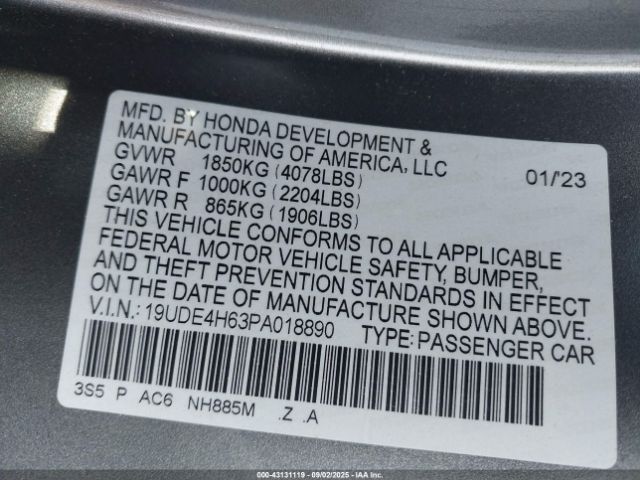 MFD. BY HONDA DEVELOPMENT &
MANUFACTURING OF AMERICA, LLC
GVWR 1850KG (4078LBS) 01/'23
GAWR F 1000KG (2204LBS)
GAWR R 865KG (1906LBS)
THIS VEHICLE CONFORMS TO ALL APPLICABLE
FEDERAL MOTOR VEHICLE SAFETY, BUMPER,
AND THEFT PREVENTION STANDARDS IN EFFECT
ON THE DATE OF MANUFACTURE SHOWN ABOVE.
V.I.N.: 19UDE4H63PA018890 TYPE: PASSENGER CAR
3S5 P AC6 NH885M .Z .A
000-43131119 | 09/02/2025 - IAA Inc.